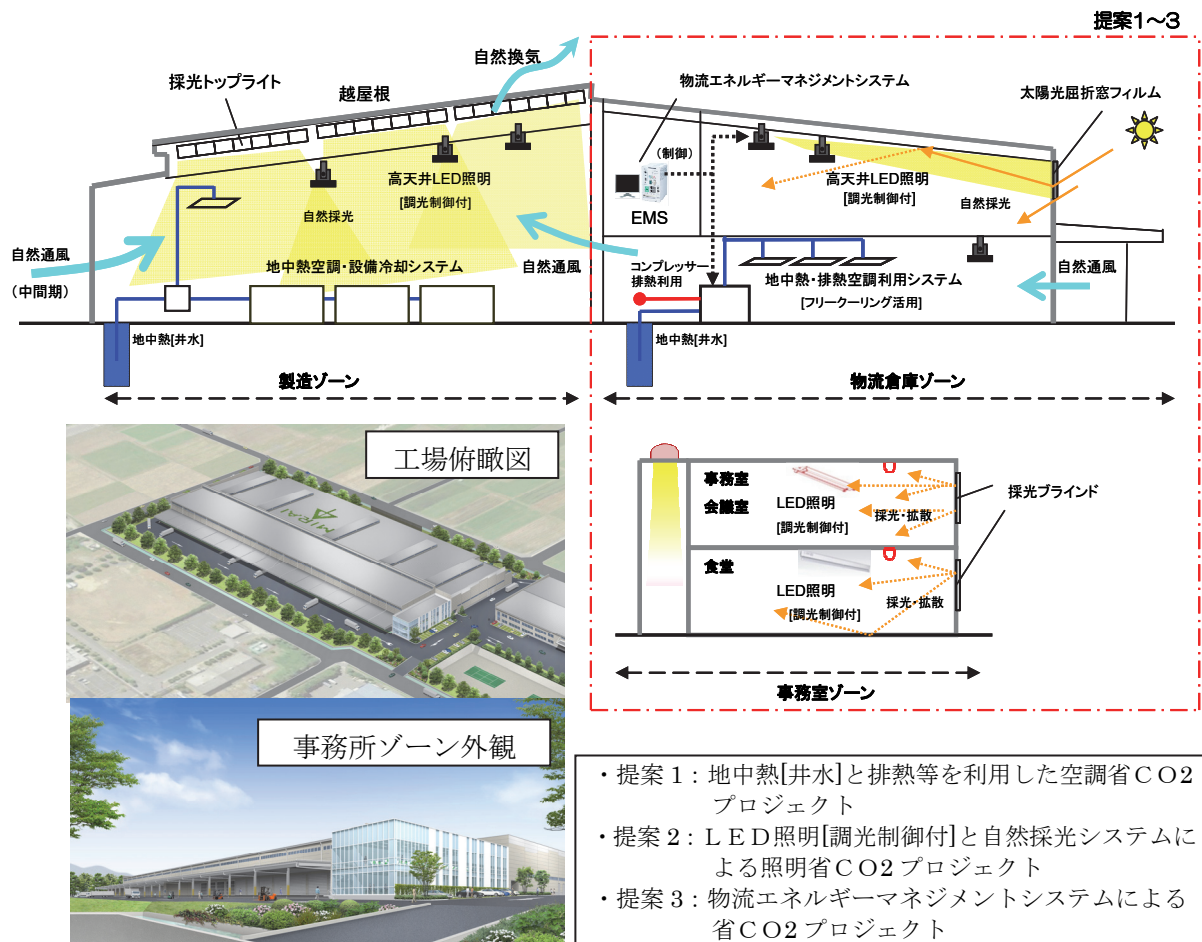 提案1~3
自然換気
採光トップライト
越屋根
物流エネルギーマネジメントシステム
太陽光屈折窓フィルム
(制御)
EMS
高天井LED照明
[調光制御付]
自然採光
高天井LED照明
[調光制御付]
自然採光
自然通風
(中間期)
地中熱空調・設備冷却システム
自然通風
コンプレッサー
排熱利用
地中熱・排熱空調利用システム
[フリークーリング活用]
自然通風
地中熱[井水]
地中熱[井水]
製造ゾーン
物流倉庫ゾーン
工場俯瞰図
MIRAI
事務室
会議室
LED照明
[調光制御付]
採光・拡散
採光ブラインド
食堂
LED照明
[調光制御付]
採光・拡散
事務室ゾーン
事務所ゾーン外観
・提案1:地中熱[井水]と排熱等を利用した空調省CO2
プロジェクト
・提案2:LED照明[調光制御付]と自然採光システムに
よる照明省CO2プロジェクト
・提案3:物流エネルギーマネジメントシステムによる
省CO2プロジェクト